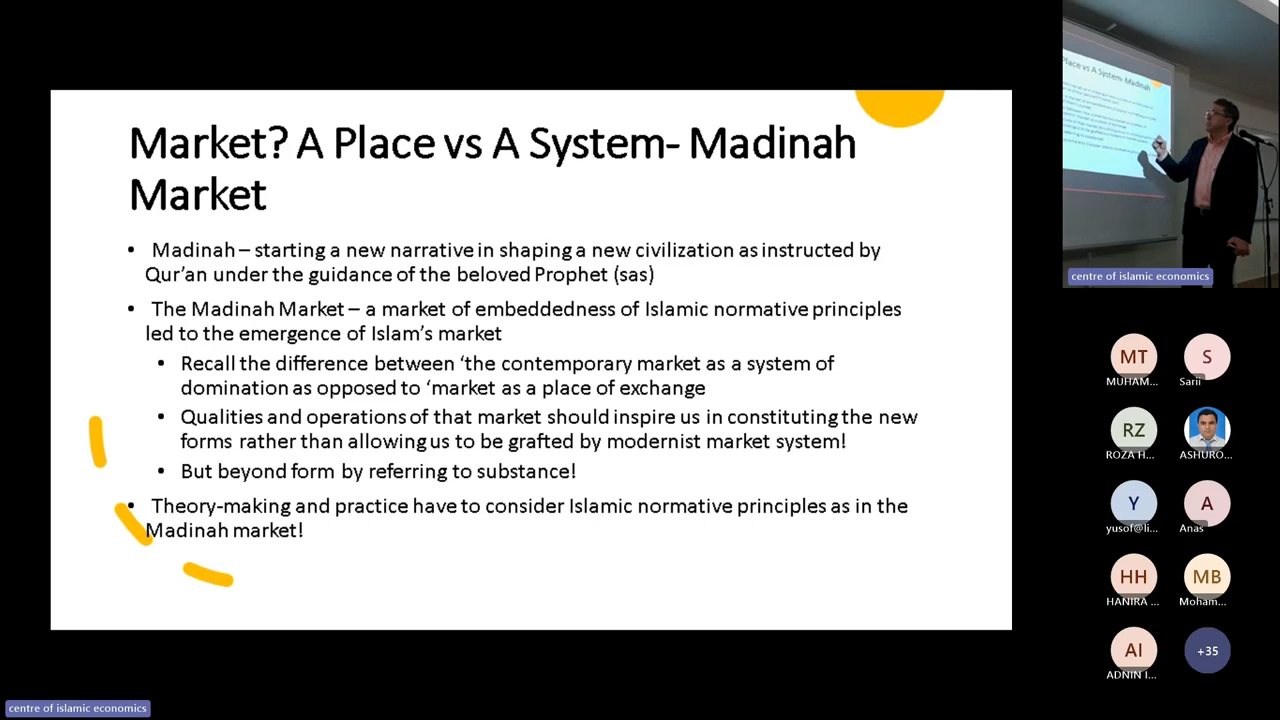 Market? A Place vs A System- Madinah
Market
• Madinah – starting a new narrative in shaping a new civilization as instructed by
Qur'an under the guidance of the beloved Prophet (sas)
• The Madinah Market – a market of embeddedness of Islamic normative principles
led to the emergence of Islam's market
• Recall the difference between ‘the contemporary market as a system of
domination as opposed to ‘market as a place of exchange
• Qualities and operations of that market should inspire us in constituting the new
forms rather than allowing us to be grafted by modernist market system!
• But beyond form by referring to substance!
• Theory-making and practice have to consider Islamic normative principles as in the
Madinah market!
centre of islamic economics
Place vs A System- Madinah
centre of islamic economics
MT
MUHAM...
S
Sarii
RZ
ROZA H...
ASHURO...
Y
yusof@li...
A
Anas
HH
HANIRA ...
MB
Moham...
AI
ADNIN I...
+35